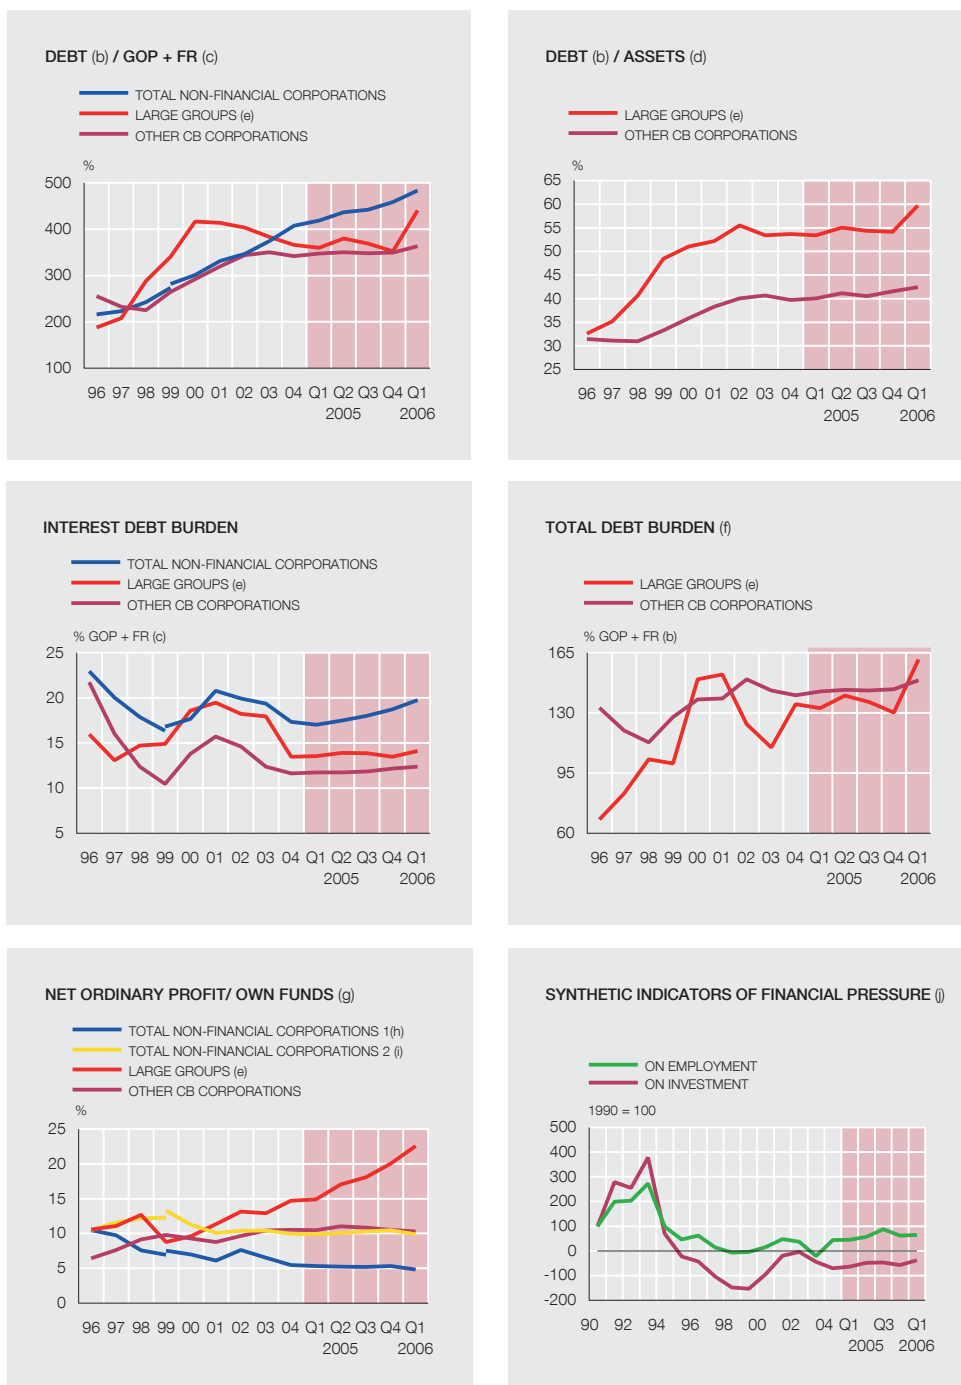 DEBT (b) / GOP + FR (c)
TOTAL NON-FINANCIAL CORPORATIONS
LARGE GROUPS (e)
OTHER CB CORPORATIONS
%
500
400
300
200
100
96 97 98 99 00 01 02 03 04 Q1 Q2 Q3 Q4 Q1
2005 2006
DEBT (b) / ASSETS (d)
LARGE GROUPS (e)
OTHER CB CORPORATIONS
%
65
60
55
50
45
40
35
30
25
96 97 98 99 00 01 02 03 04 Q1 Q2 Q3 Q4 Q1
2005 2006
INTEREST DEBT BURDEN
TOTAL NON-FINANCIAL CORPORATIONS
LARGE GROUPS (e)
OTHER CB CORPORATIONS
% GOP + FR (c)
25
20
15
10
5
96 97 98 99 00 01 02 03 04 Q1 Q2 Q3 Q4 Q1
2005 2006
TOTAL DEBT BURDEN (f)
LARGE GROUPS (e)
OTHER CB CORPORATIONS
% GOP + FR (b)
165
130
95
60
96 97 98 99 00 01 02 03 04 Q1 Q2 Q3 Q4 Q1
2005 2006
NET ORDINARY PROFIT/ OWN FUNDS (g)
TOTAL NON-FINANCIAL CORPORATIONS 1(h)
TOTAL NON-FINANCIAL CORPORATIONS 2 (i)
LARGE GROUPS (e)
OTHER CB CORPORATIONS
%
25
20
15
10
5
0
96 97 98 99 00 01 02 03 04 Q1 Q2 Q3 Q4 Q1
2005 2006
SYNTHETIC INDICATORS OF FINANCIAL PRESSURE (j)
ON EMPLOYMENT
ON INVESTMENT
1990 = 100
500
400
300
200
100
0
-100
-200
90 92 94 96 98 00 02 04 Q1 Q3 Q1
2005 2006